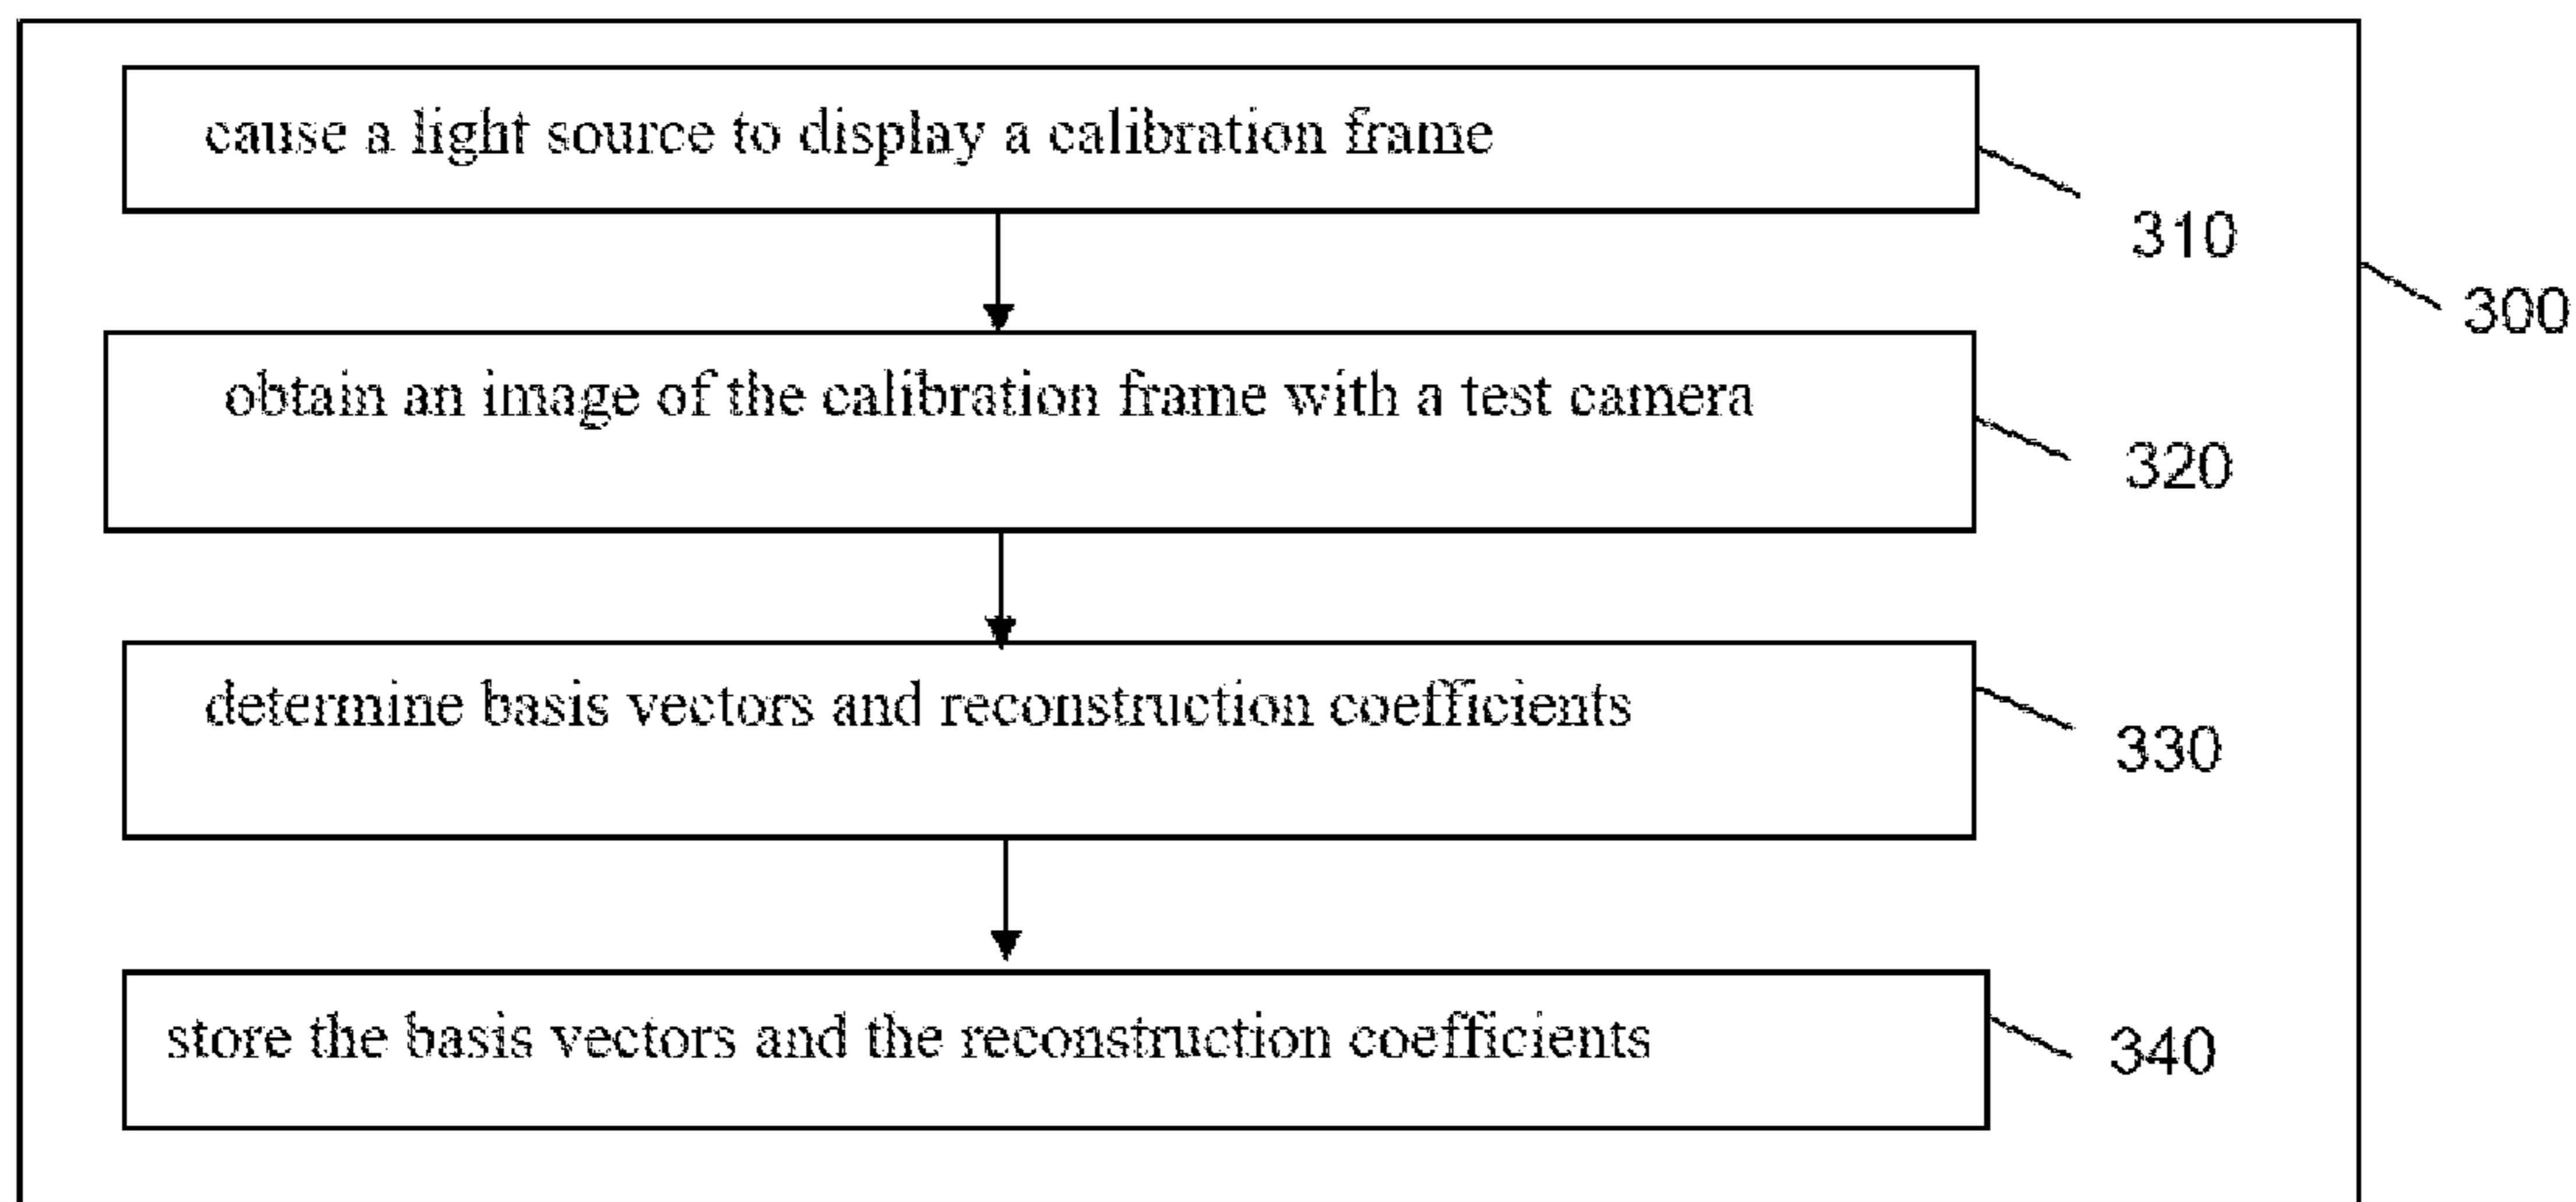 cause a light source to display a calibration frame
310
300
obtain an image of the calibration frame with a test camera
320
determine basis vectors and reconstruction coefficients
330
store the basis vectors and the reconstruction coefficients
340